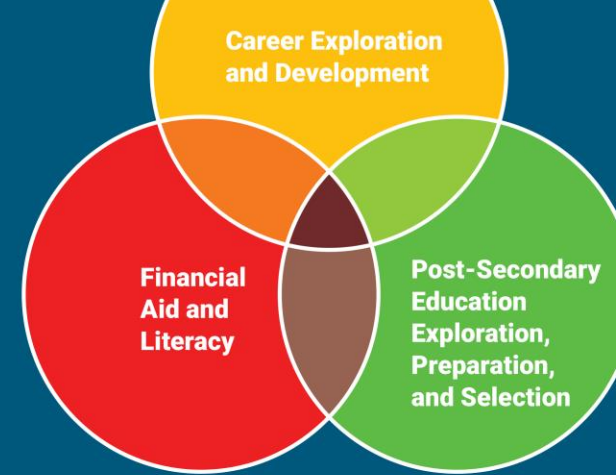 Career Exploration
and Development
Financial
Aid and
Literacy
Post-Secondary
Education
Exploration,
Preparation,
and Selection